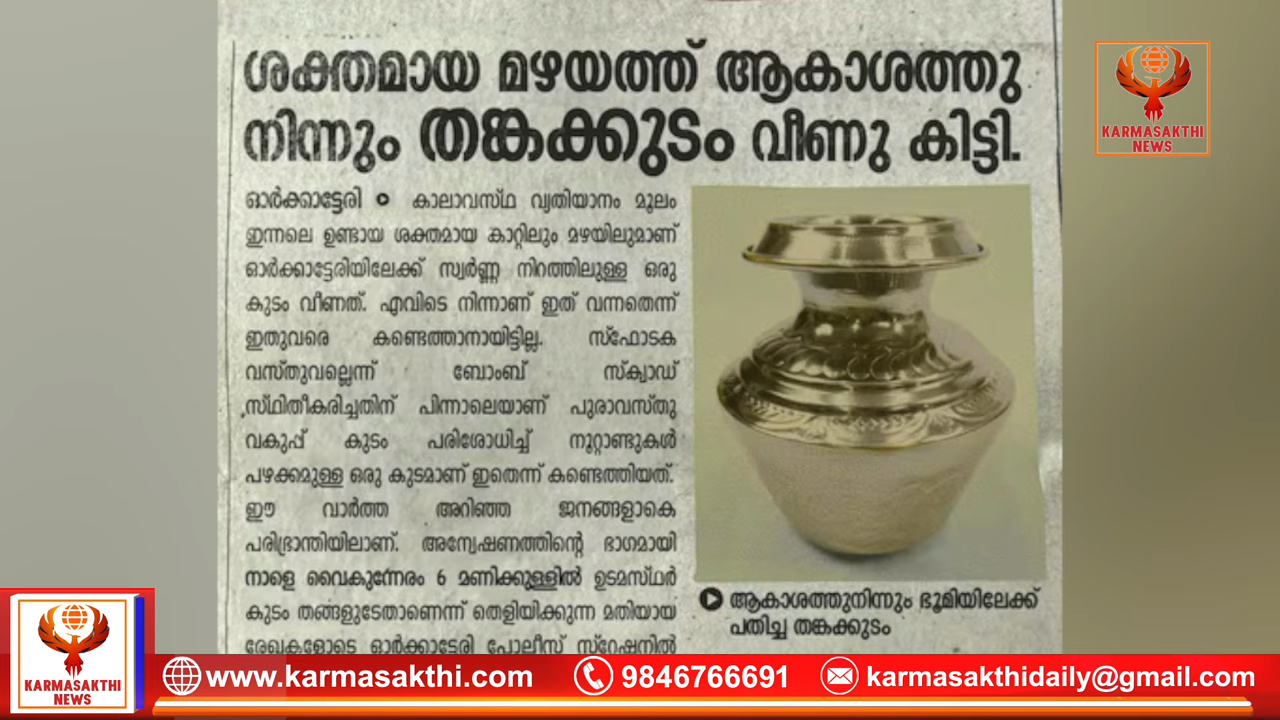 ശക്തമായ മഴയത്ത് ആകാശത്തു
നിന്നും തങ്കക്കുടം വീണു കിട്ടി.
ഓർക്കാട്ടേരി കാലാവസ്ഥ വ്യതിയാനം മൂലം
ഇന്നലെ ഉണ്ടായ ശക്തമായ കാറ്റിലും മഴയിലുമാണ്
ഓർക്കാട്ടേരിയിലേക്ക് സ്വർണ്ണ നിറത്തിലുള്ള ഒരു
കുടം വീണത്. എവിടെ നിന്നാണ് ഇത് വന്നതെന്ന്
ഇതുവരെ കണ്ടെത്താനായിട്ടില്ല. സ്ഫോടക
വസ്തുവല്ലെന്ന് ബോംബ് സ്ക്വാഡ്
സ്ഥിതീകരിച്ചതിന് പിന്നാലെയാണ് പുരാവസ്തു
വകുപ്പ് കുടം പരിശോധിച്ച് നൂറ്റാണ്ടുകൾ
പഴക്കമുള്ള ഒരു കുടമാണ് ഇതെന്ന് കണ്ടെത്തിയത്.
ഈ വാർത്ത അറിഞ്ഞ ജനങ്ങളാകെ
പരിഭ്രാന്തിയിലാണ്. അന്വേഷണത്തിന്റെ ഭാഗമായി
നാളെ വൈകുന്നേരം 6 മണിക്കുള്ളിൽ ഉടമസ്ഥർ
കുടം തങ്ങളുടേതാണെന്ന് തെളിയിക്കുന്ന മതിയായ
രേഖകളോടെ ഓർക്കാട്ടേരി പോലീസ് സ്റ്റേഷനിൽ
ആകാശത്തുനിന്നും ഭൂമിയിലേക്ക്
പതിച്ച തങ്കക്കുടം
KARMASAKTHI
NEWS
KARMASAKTHI
NEWS
www.karmasakthi.com
9846766691
karmasakthidaily@gmail.com